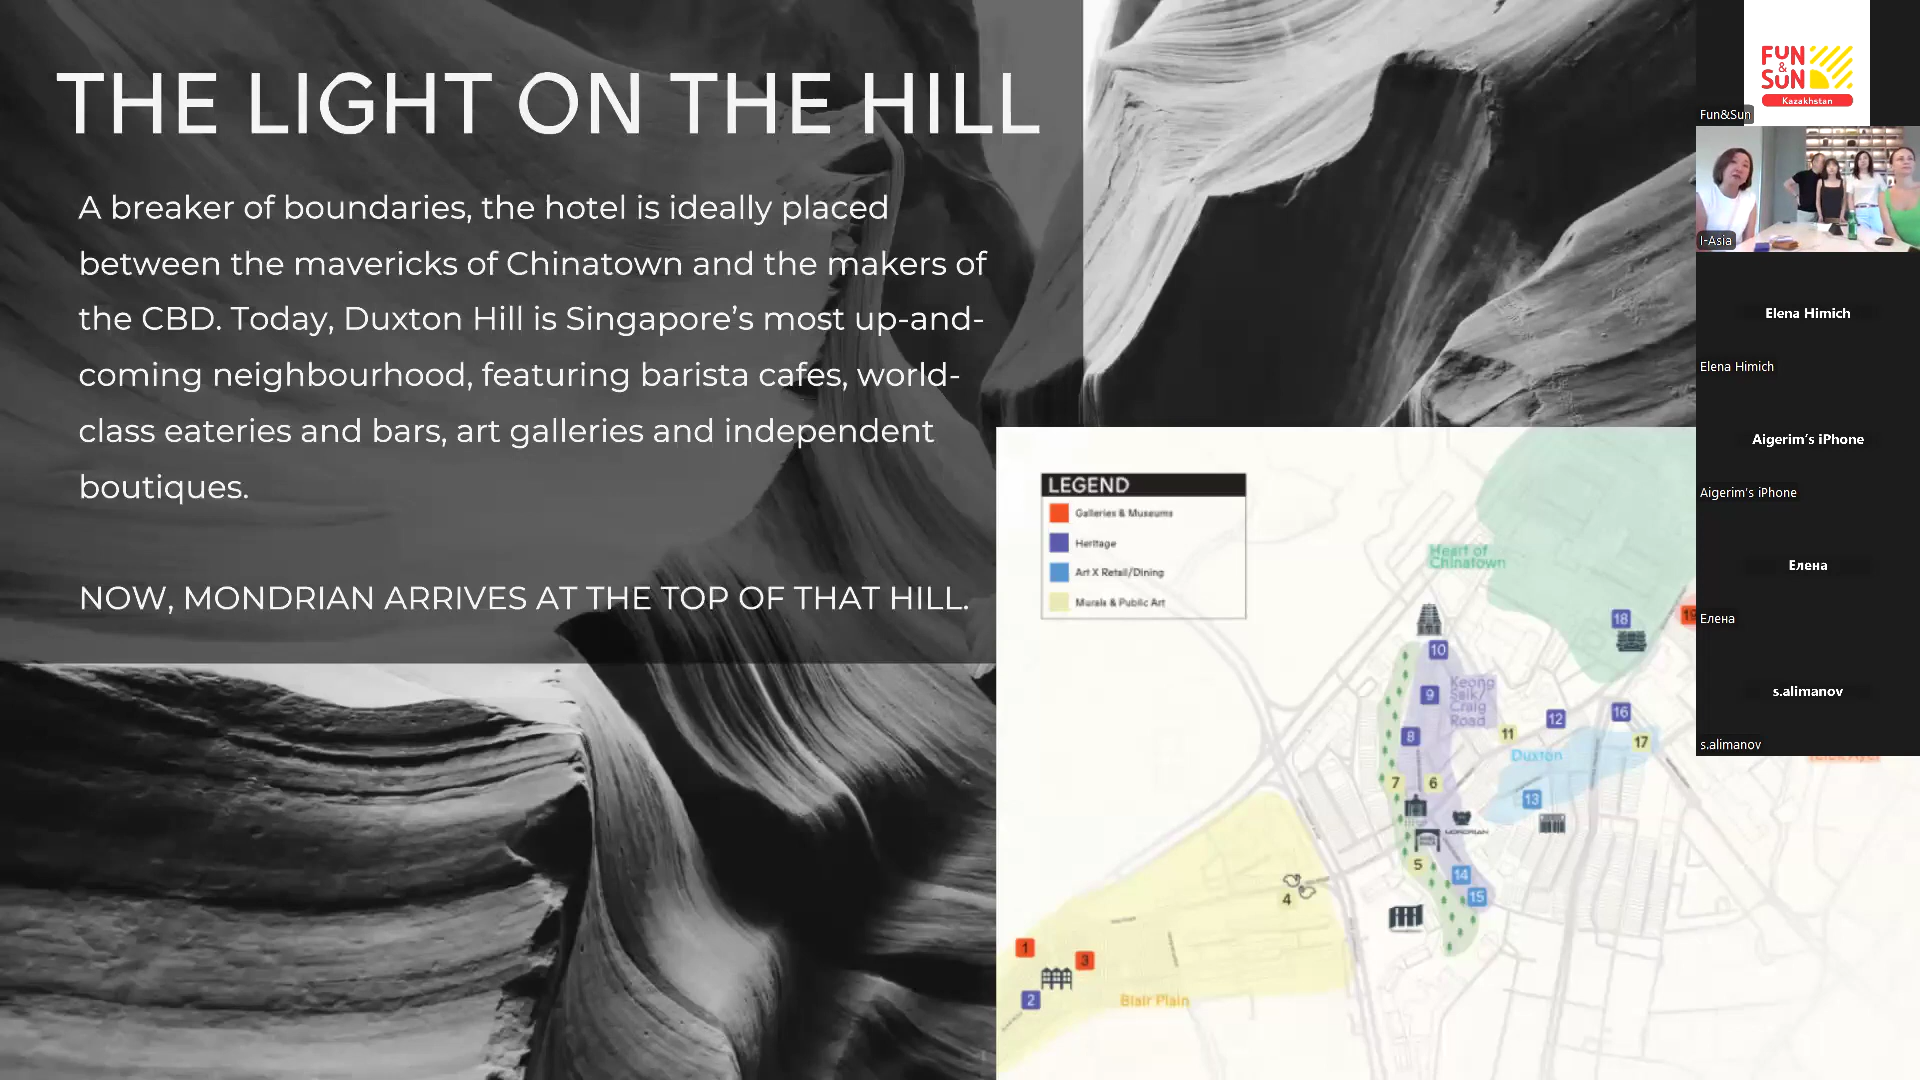 THE LIGHT ON THE HILL
A breaker of boundaries, the hotel is ideally placed
between the mavericks of Chinatown and the makers of
the CBD. Today, Duxton Hill is Singapore's most up-and-
coming neighbourhood, featuring barista cafes, world-
class eateries and bars, art galleries and independent
boutiques.
NOW, MONDRIAN ARRIVES AT THE TOP OF THAT HILL.
LEGEND
Galleries & Museums
Heritage
Art X Retail/Dining
Murals & Public Art
Heart of
Chinatown
18
19
10
Keong
Saik/
Craig
Road
9
12
16
8
11
17
Duxton
7
6
13
MONDRIAN
5
14
15
4
1
3
2
Blair Plain
FUN
&
SUN
Kazakhstan
Fun&Sun
I-Asia
Elena Himich
Elena Himich
Aigerim's iPhone
Aigerim's iPhone
Елена
Елена
s.alimanov
s.alimanov